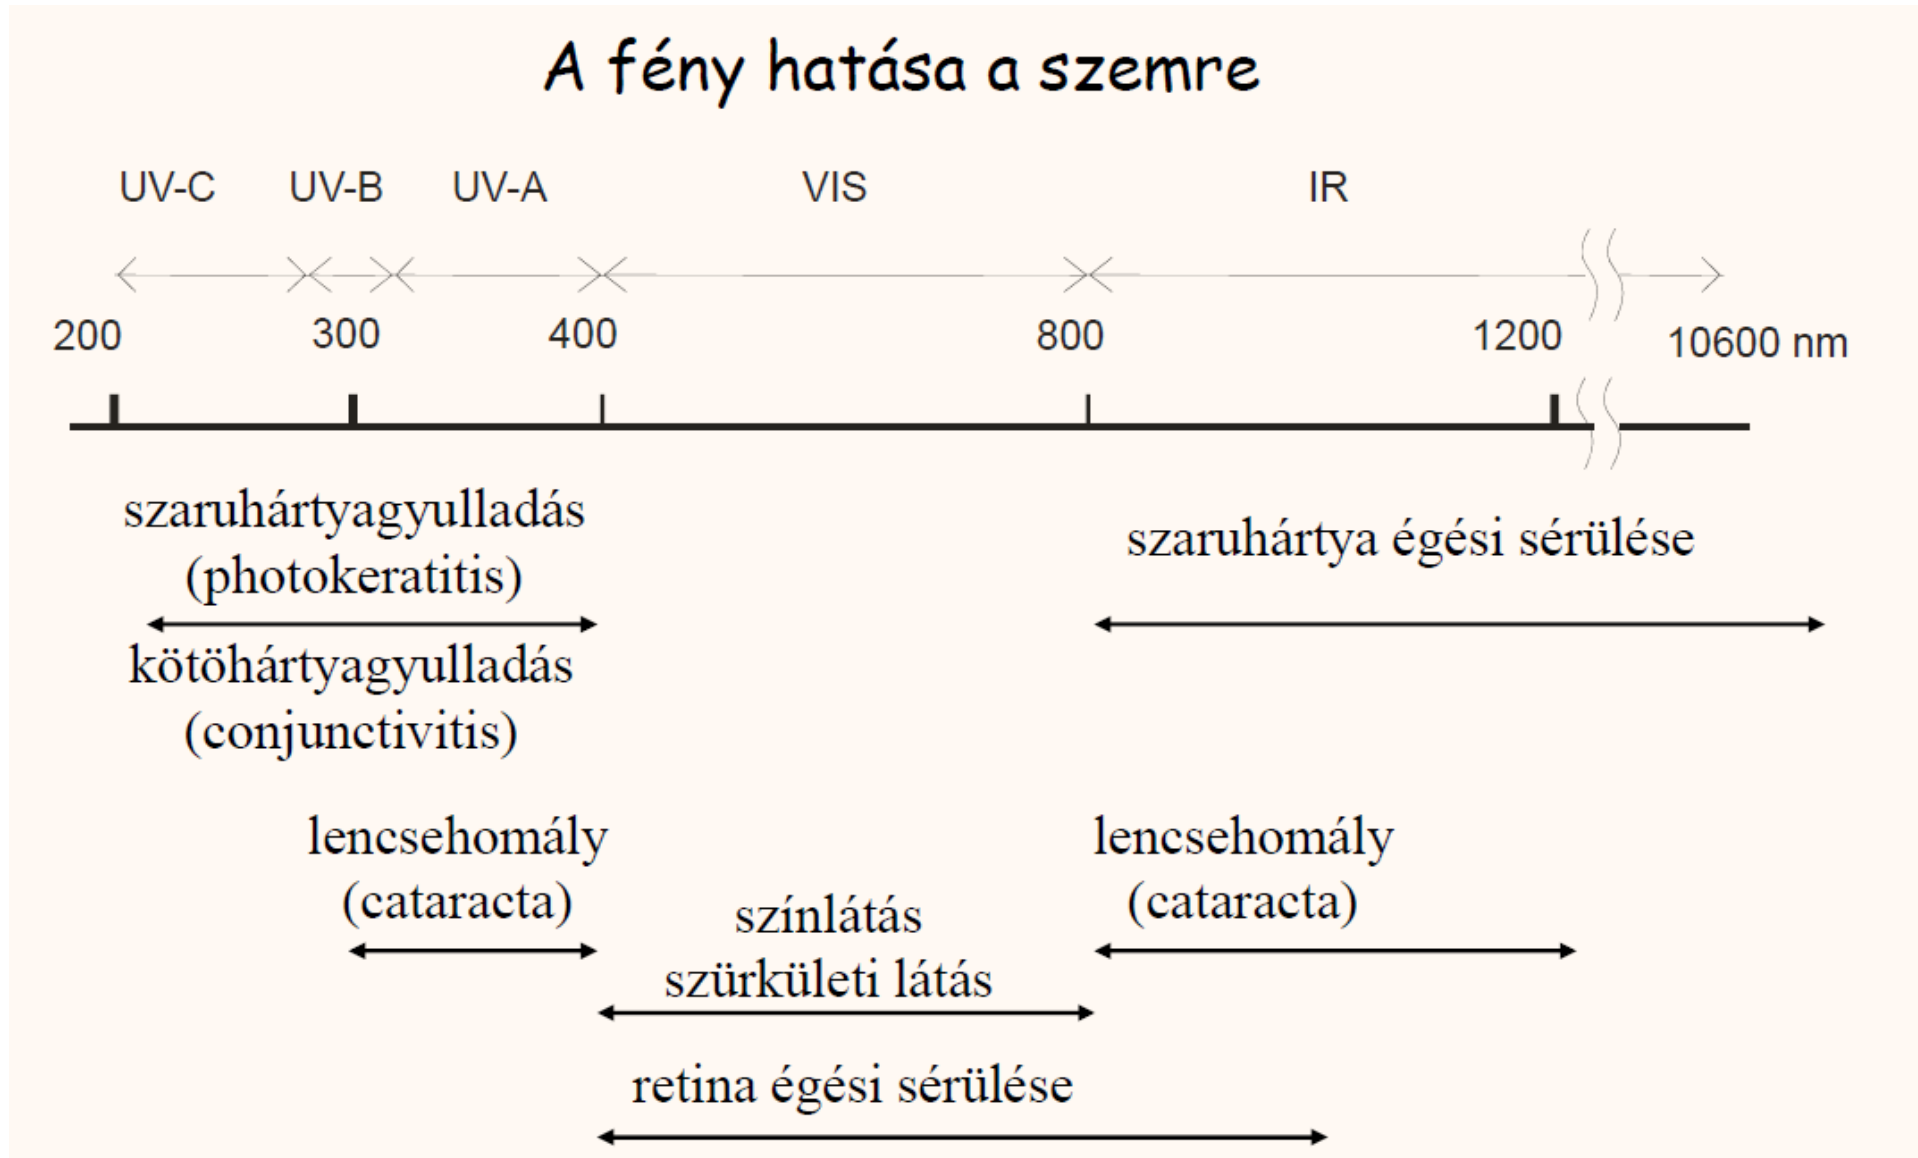 A fény hatása a szemre
UV-C UV-B UV-A VIS IR
200 300 400 800 1200 10600 nm
szaruhártyagyulladás
(photokeratitis)
szaruhártya égési sérülése
kötöhártyagyulladás
(conjunctivitis)
lencsehomály
(cataracta)
lencsehomály
(cataracta)
színlátás
szürkületi látás
retina égési sérülése